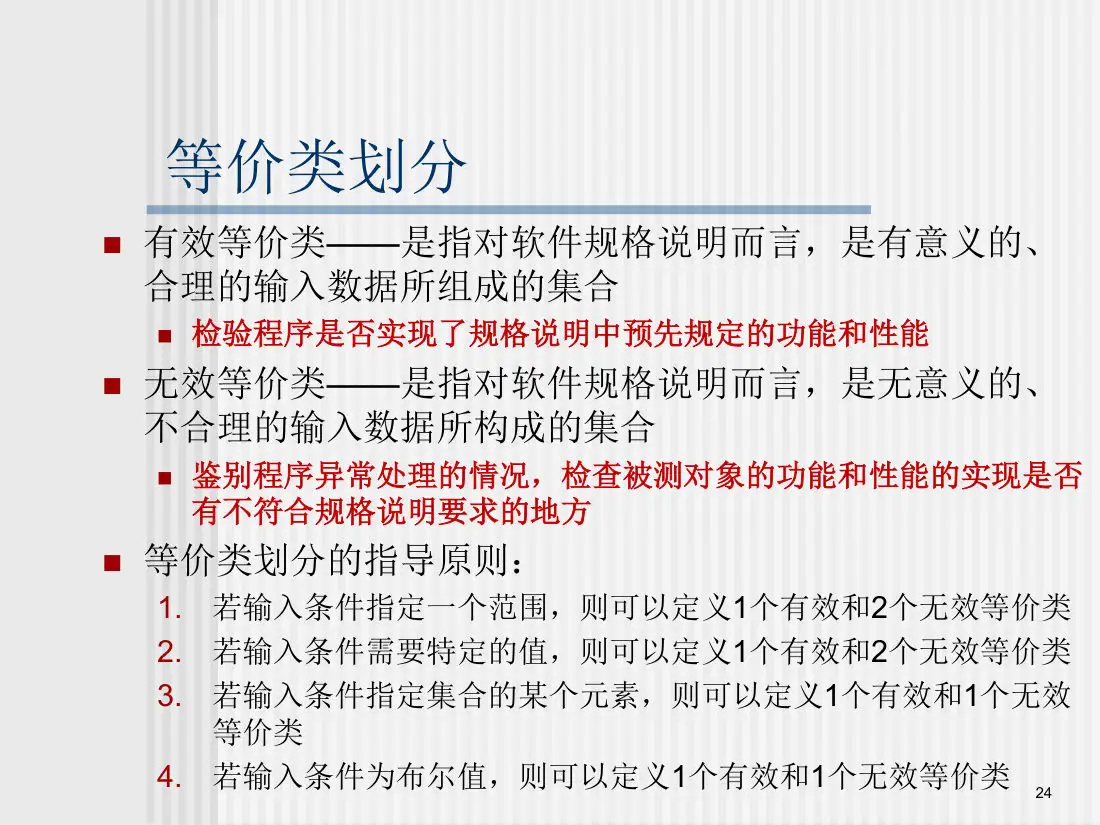 等价类划分
有效等价类——是指对软件规格说明而言，是有意义的、
合理的输入数据所组成的集合
检验程序是否实现了规格说明中预先规定的功能和性能
无效等价类——是指对软件规格说明而言，是无意义的、
不合理的输入数据所构成的集合
鉴别程序异常处理的情况，检查被测对象的功能和性能的实现是否
有不符合规格说明要求的地方
等价类划分的指导原则：
1. 若输入条件指定一个范围，则可以定义1个有效和2个无效等价类
2. 若输入条件需要特定的值，则可以定义1个有效和2个无效等价类
3. 若输入条件指定集合的某个元素，则可以定义1个有效和1个无效
等价类
4. 若输入条件为布尔值，则可以定义1个有效和1个无效等价类
24